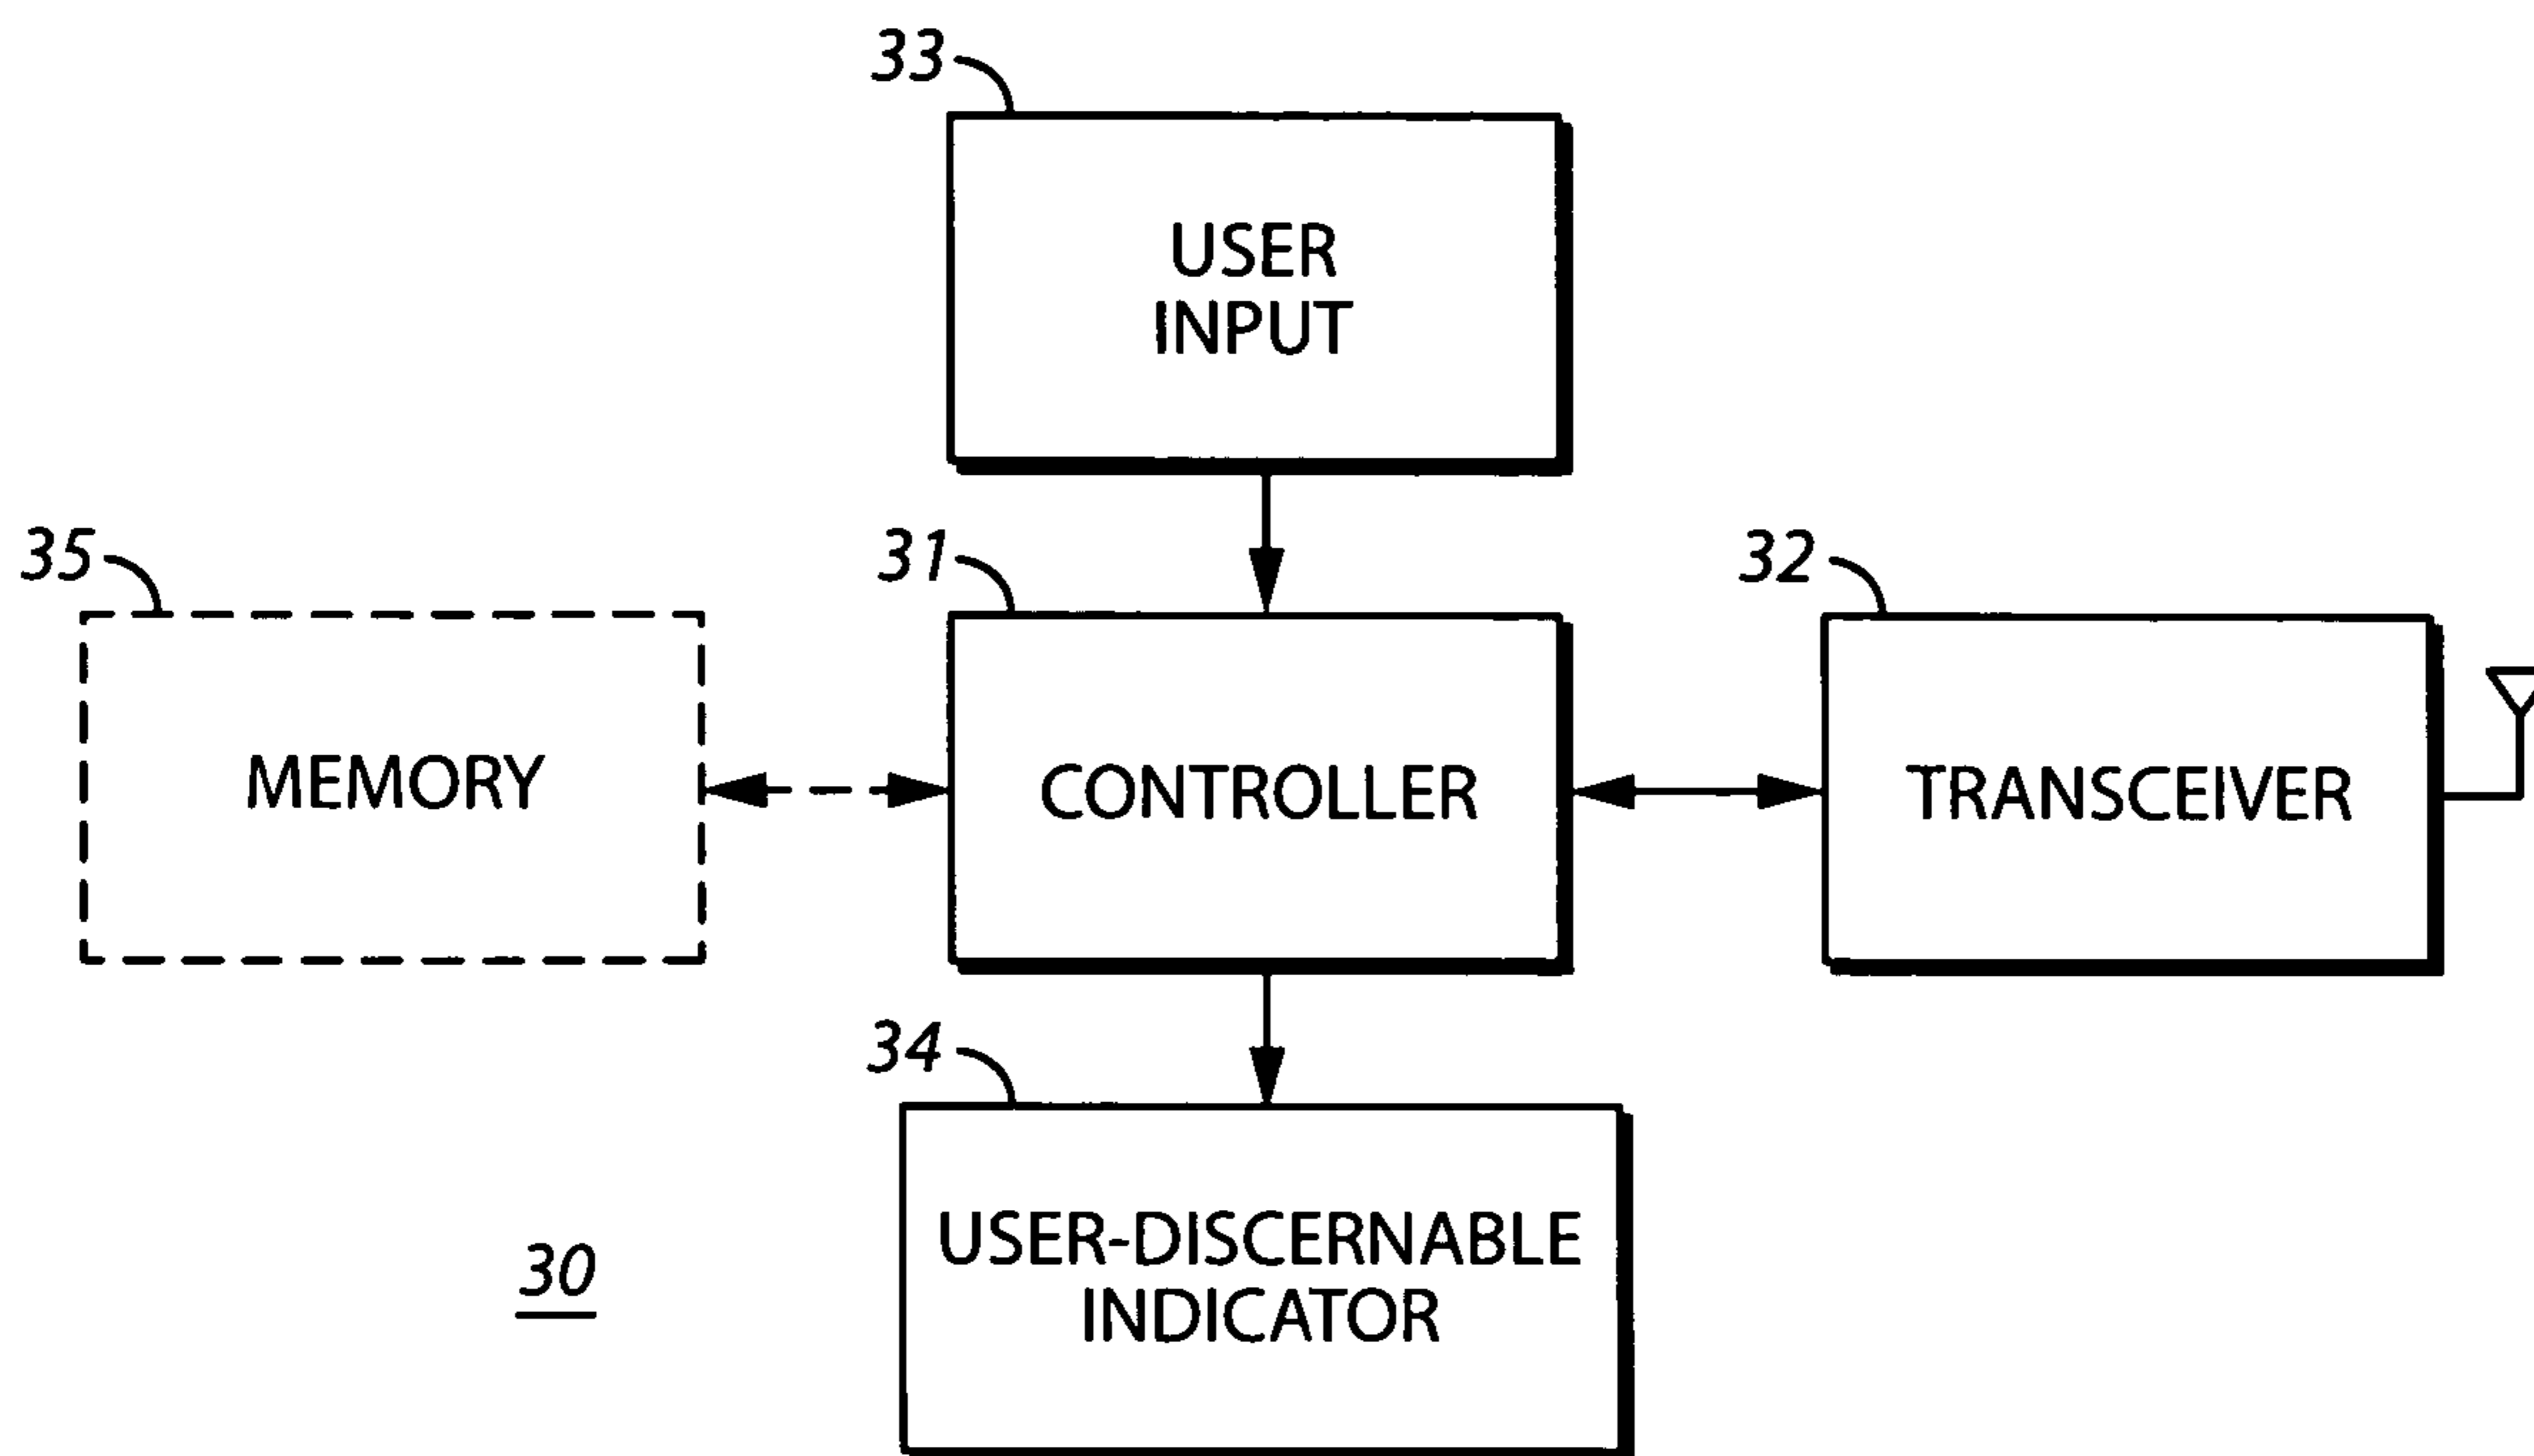 33
USER
INPUT
35
31
32
MEMORY
CONTROLLER
TRANSCEIVER
34
USER-DISCERNABLE
INDICATOR
30